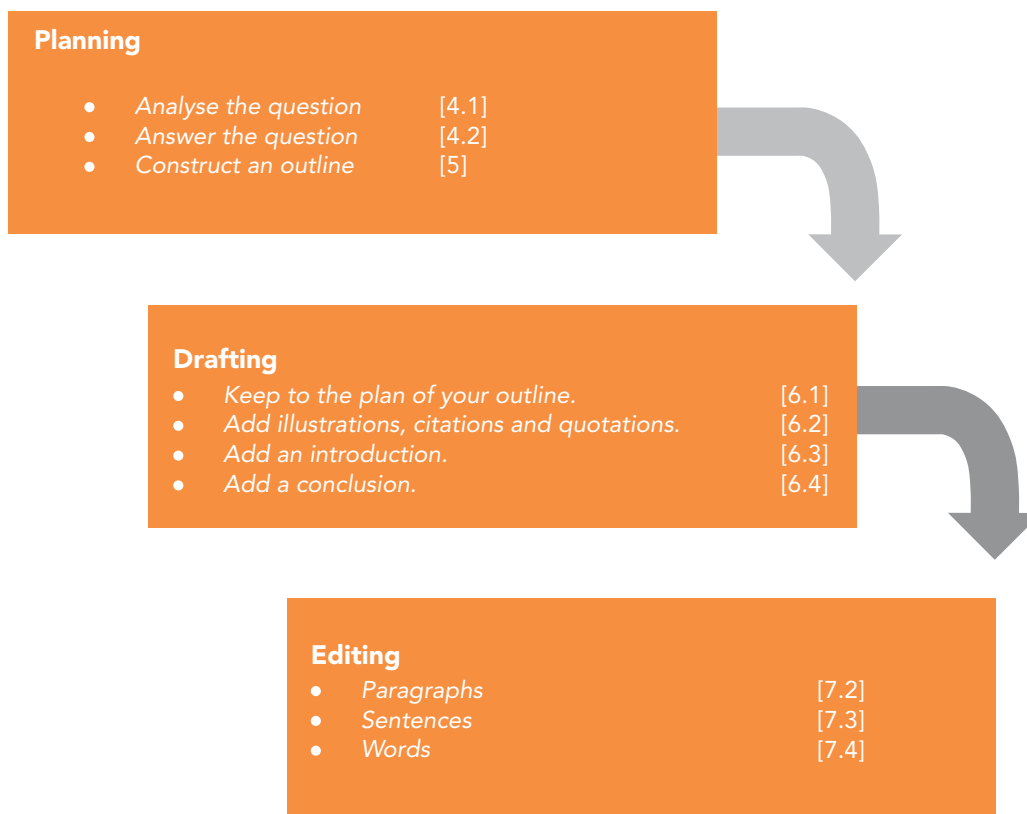 Planning
● Analyse the question [4.1]
● Answer the question [4.2]
● Construct an outline [5]
Drafting
● Keep to the plan of your outline. [6.1]
● Add illustrations, citations and quotations. [6.2]
● Add an introduction. [6.3]
● Add a conclusion. [6.4]
Editing
● Paragraphs [7.2]
● Sentences [7.3]
● Words [7.4]